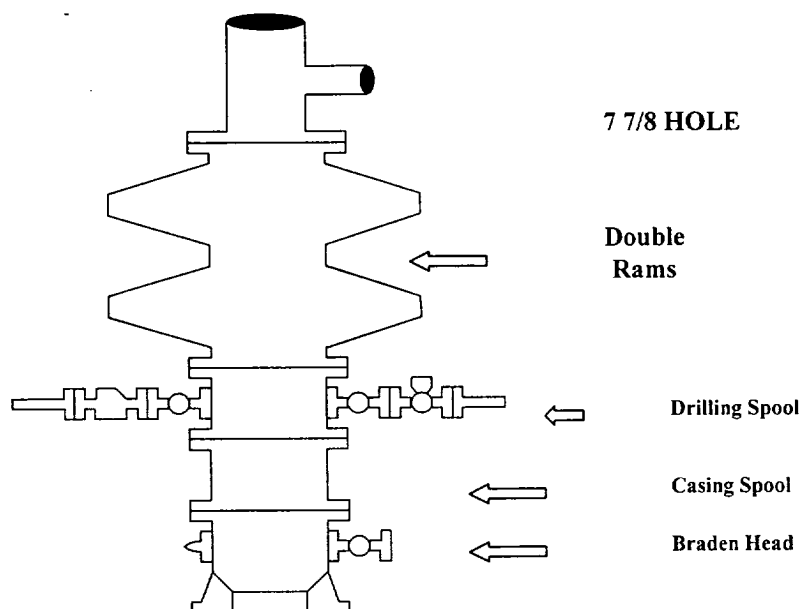 7 7/8 HOLE
Double
Rams
Drilling Spool
Casing Spool
Braden Head